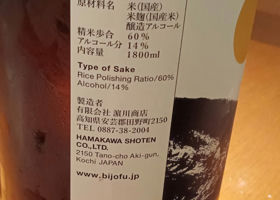 原材料名 米(国産)
米麹(国産米)
醸造アルコール
精米歩合 60%
アルコール分 14%
内容量 1800ml
Type of Sake
Rice Polishing Ratio/60%
Alcohol/14%
製造者
有限会社 濵川商店
高知県安芸郡田野町2150
TEL 0887-38-2004
HAMAKAWA SHOTEN
CO.,LTD.
2150 Tano-cho Aki-gun,
Kochi JAPAN
www.bijofu.jp